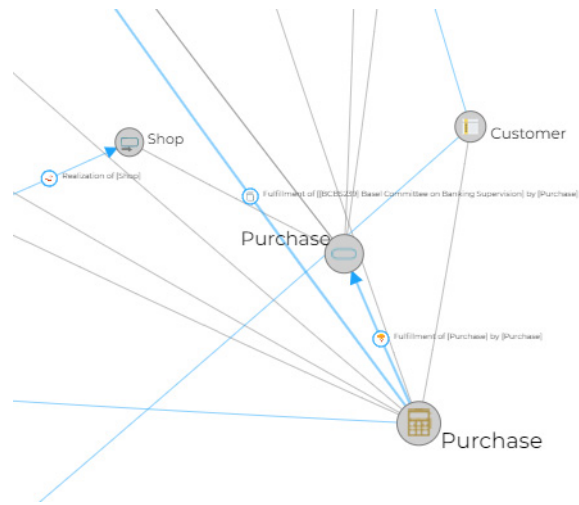 Shop
Customer
Realization of [Shop]
Fulfillment of [[BCBS239] Basel Committee on Banking Supervision] by [Purchase]
Purchase
Fulfillment of [Purchase] by [Purchase]
Purchase